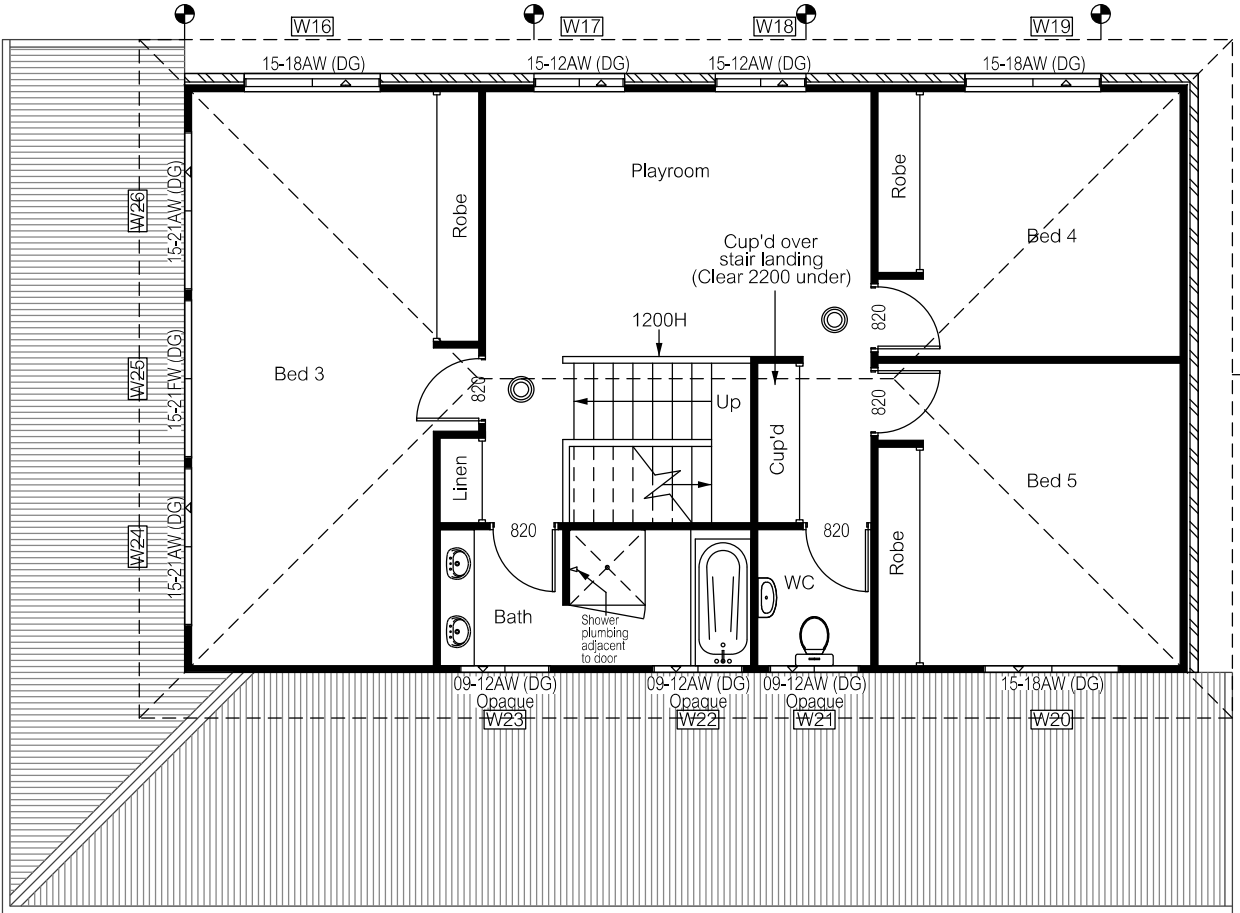 W16
W17
W18
W19
15-18AW (DG)
15-12AW (DG)
15-12AW (DG)
15-18AW (DG)
W26
15-21AW (DG)
W25
15-21FW (DG)
W24
15-21AW (DG)
Robe
Playroom
Robe
Bed 4
Cup'd over
stair landing
(Clear 2200 under)
1200H
820
Bed 3
820
Up
820
Cup'd
Linen
Bed 5
820
820
Robe
WC
Bath
Shower
plumbing
adjacent
to door
09-12AW (DG)
Opaque
W23
09-12AW (DG)
Opaque
W22
09-12AW (DG)
Opaque
W21
15-18AW (DG)
W20